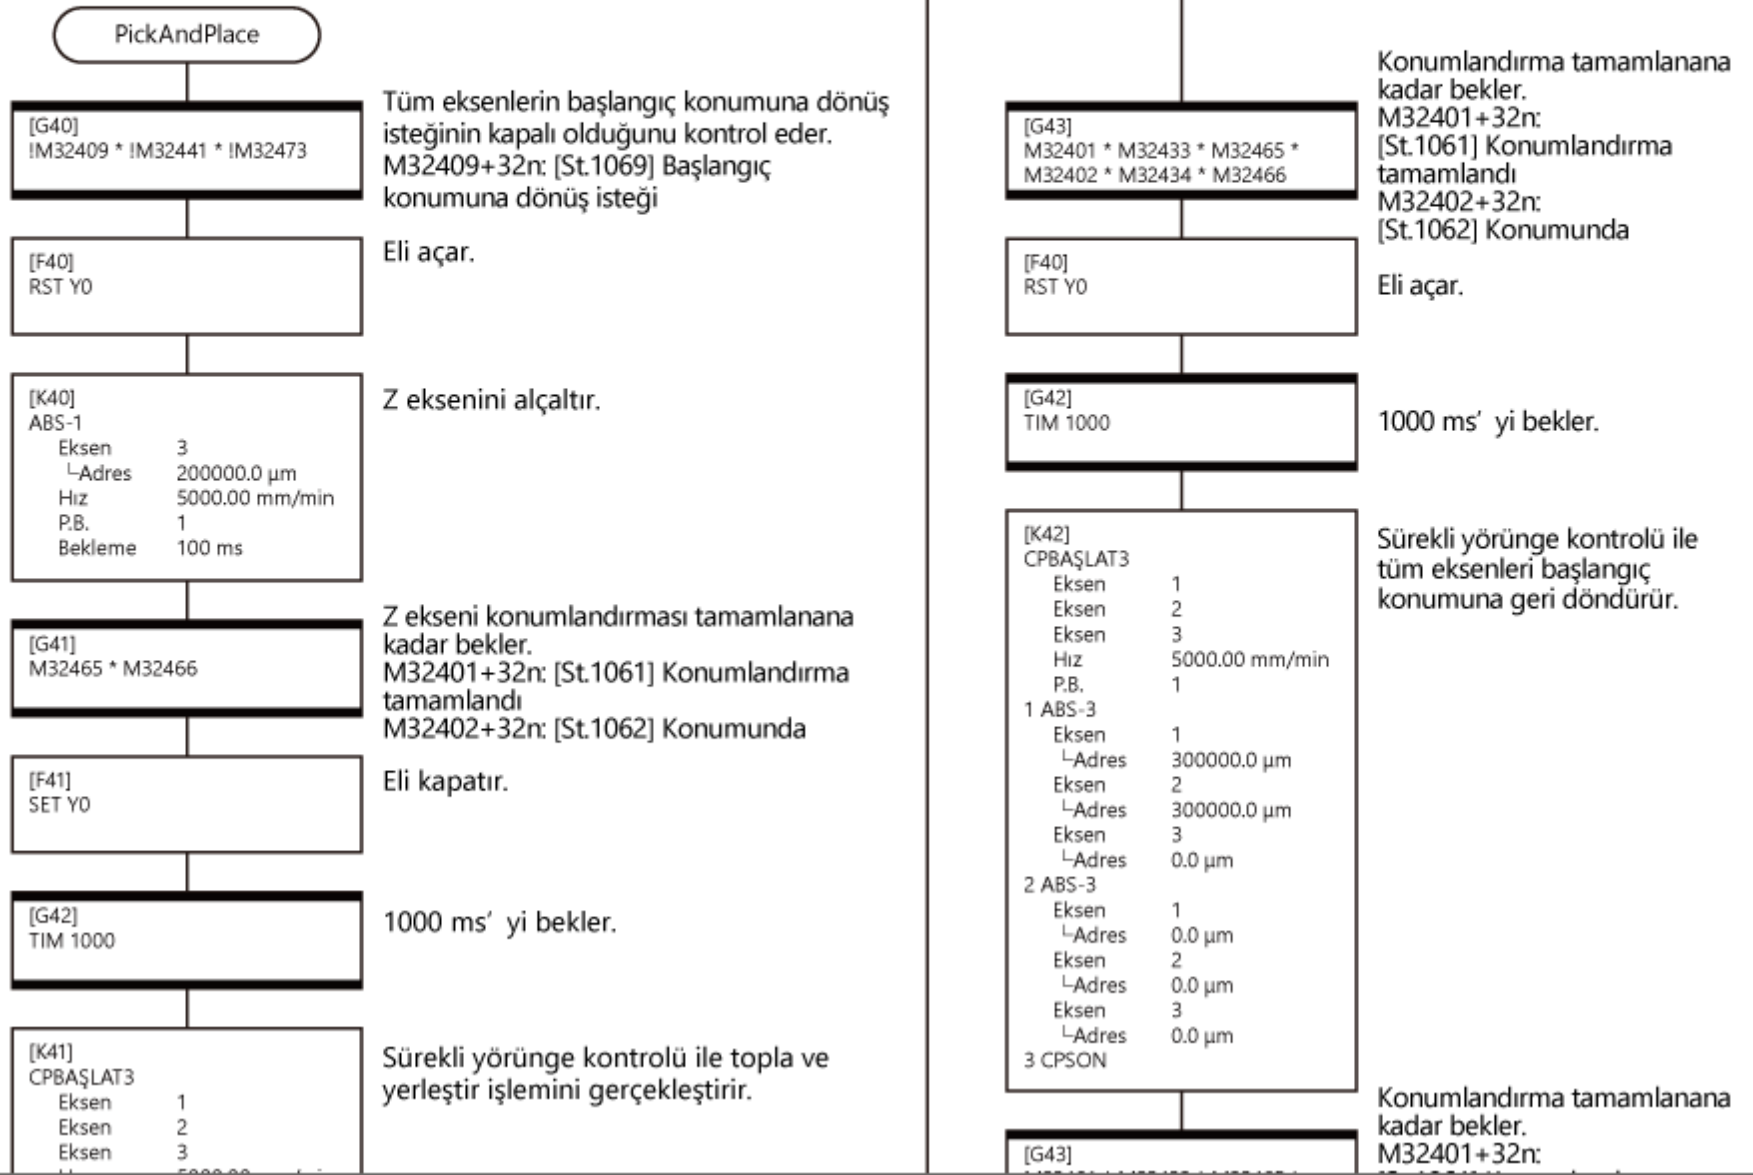 PickAndPlace
[G40]
!M32409 * !M32441 * !M32473
Tüm eksenlerin başlangıç konumuna dönüş
isteğinin kapalı olduğunu kontrol eder.
M32409+32n: [St.1069] Başlangıç
konumuna dönüş isteği
[F40]
RST Y0
Eli açar.
[K40]
ABS-1
Eksen 3
└Adres 200000.0 µm
Hız 5000.00 mm/min
P.B. 1
Bekleme 100 ms
Z eksenini alçaltır.
[G41]
M32465 * M32466
Z ekseni konumlandırması tamamlanana
kadar bekler.
M32401+32n: [St.1061] Konumlandırma
tamamlandı
M32402+32n: [St.1062] Konumunda
[F41]
SET Y0
Eli kapatır.
[G42]
TIM 1000
1000 ms’ yi bekler.
[K41]
CPBAŞLAT3
Eksen 1
Eksen 2
Eksen 3
Sürekli yörünge kontrolü ile topla ve
yerleştir işlemini gerçekleştirir.
[G43]
M32401 * M32433 * M32465 *
M32402 * M32434 * M32466
Konumlandırma tamamlanana
kadar bekler.
M32401+32n:
[St.1061] Konumlandırma
tamamlandı
M32402+32n:
[St.1062] Konumunda
[F40]
RST Y0
Eli açar.
[G42]
TIM 1000
1000 ms’ yi bekler.
[K42]
CPBAŞLAT3
Eksen 1
Eksen 2
Eksen 3
Hız 5000.00 mm/min
P.B. 1
1 ABS-3
Eksen 1
└Adres 300000.0 µm
Eksen 2
└Adres 300000.0 µm
Eksen 3
└Adres 0.0 µm
2 ABS-3
Eksen 1
└Adres 0.0 µm
Eksen 2
└Adres 0.0 µm
Eksen 3
└Adres 0.0 µm
3 CPSON
Sürekli yörünge kontrolü ile
tüm eksenleri başlangıç
konumuna geri döndürür.
[G43]
Konumlandırma tamamlanana
kadar bekler.
M32401+32n: